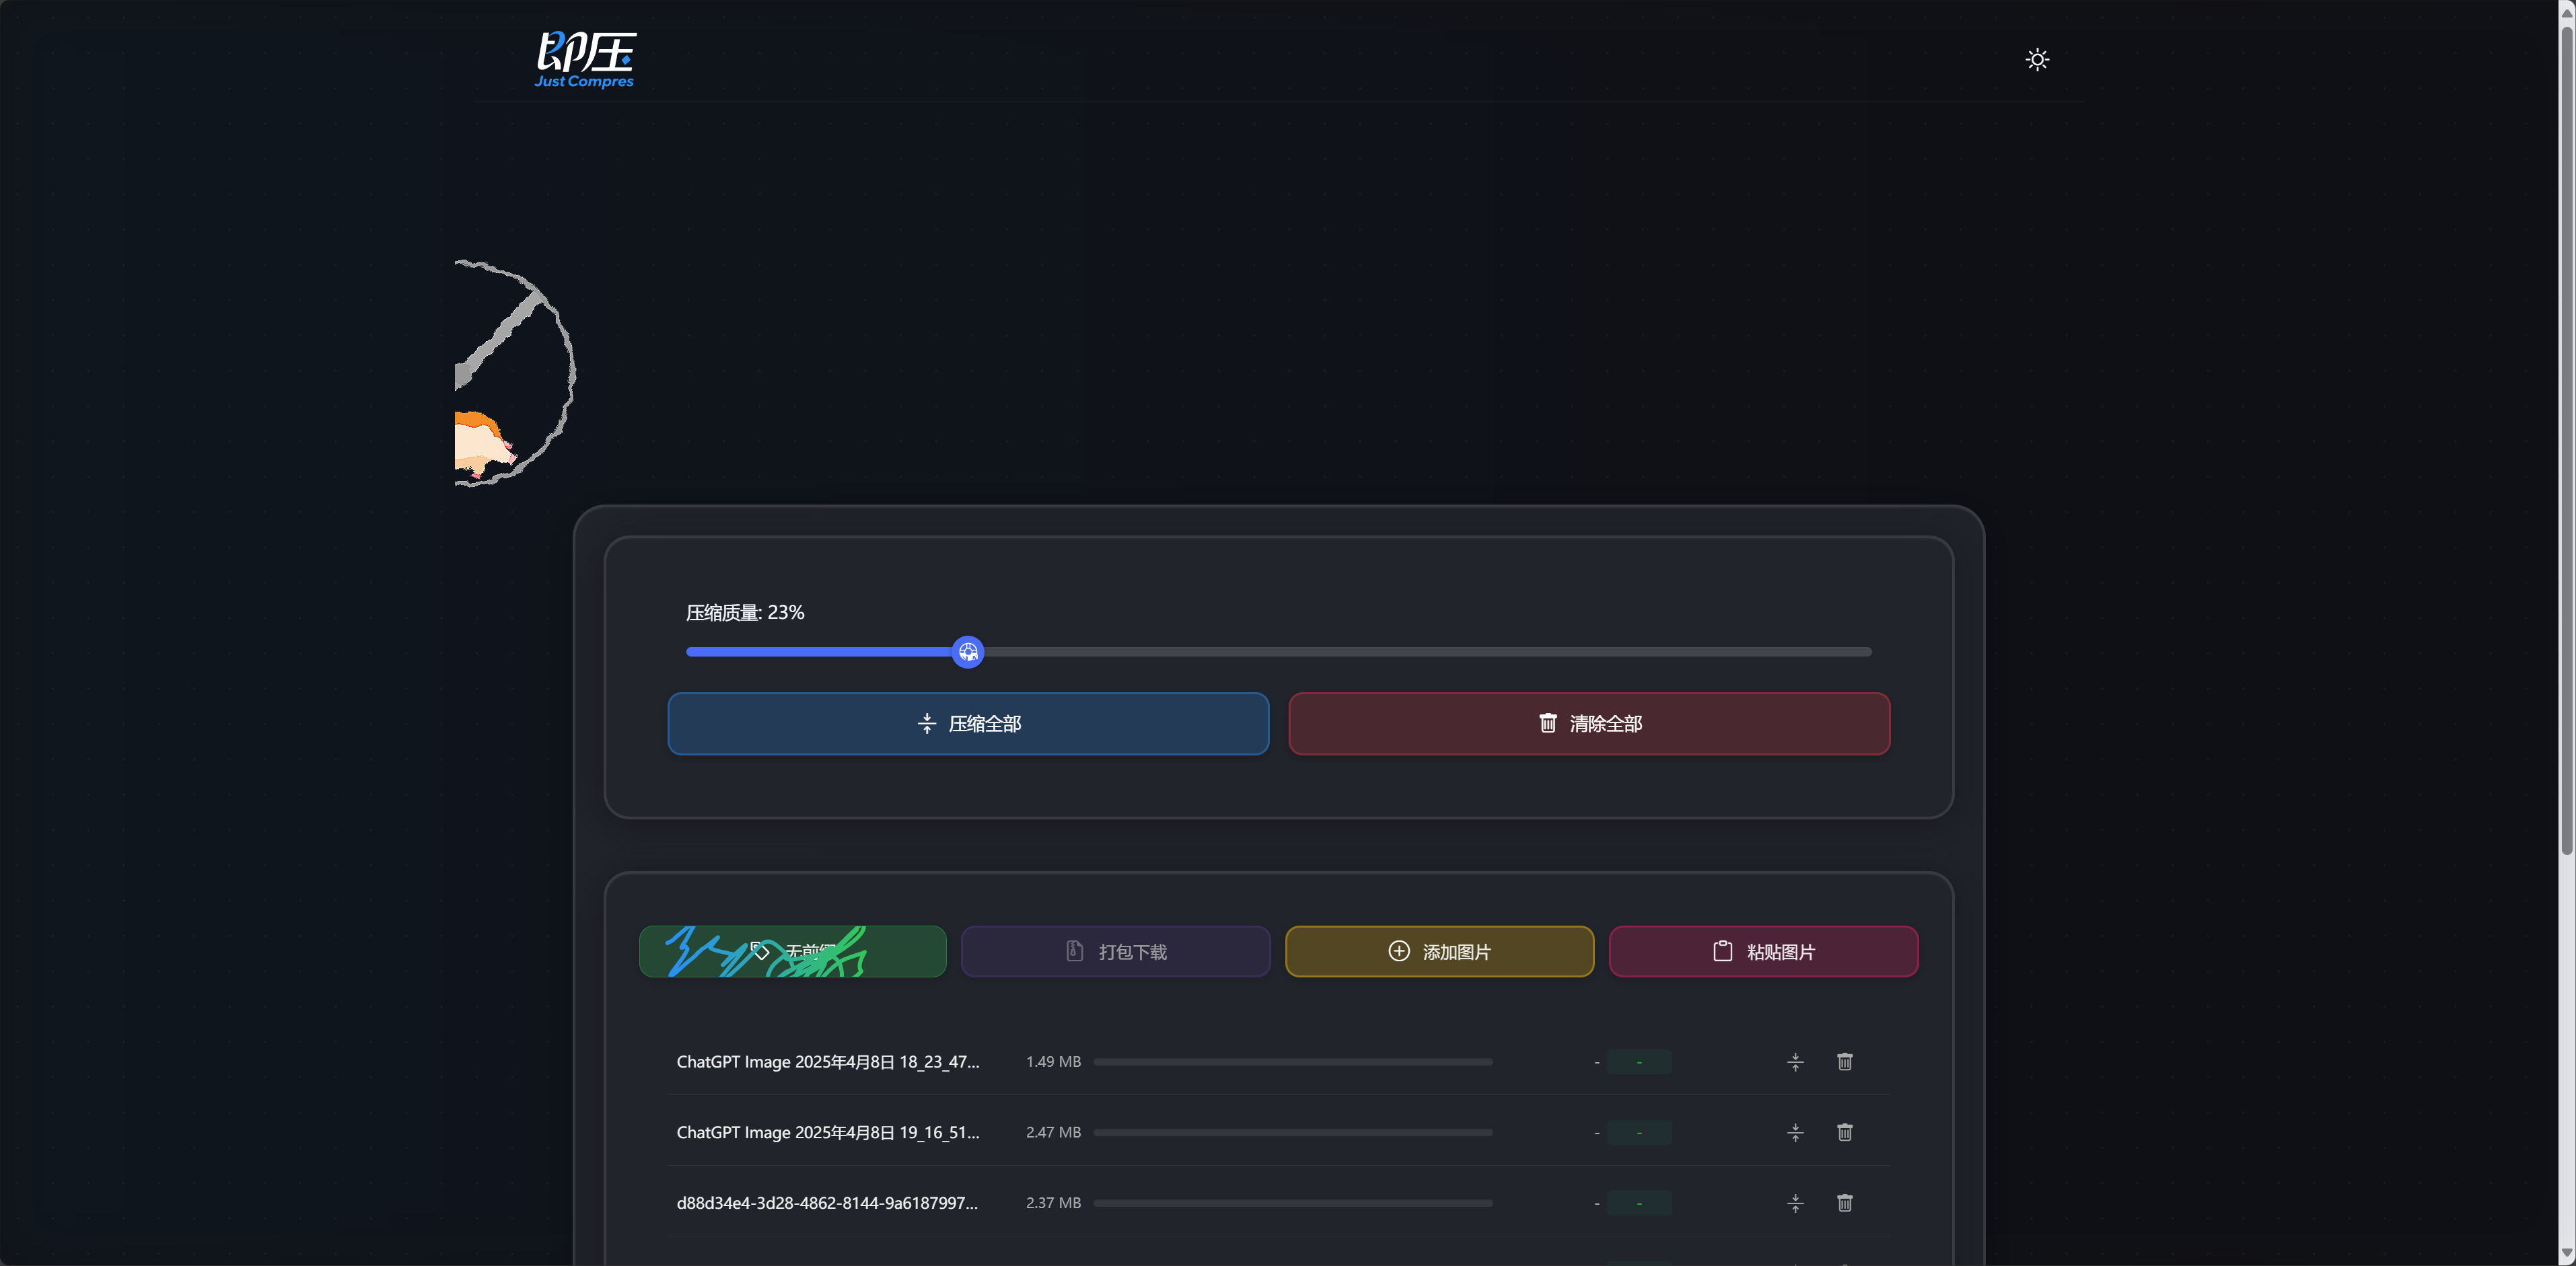 即压
Just Compres
压缩质量: 23%
压缩全部
清除全部
无前缀
打包下载
添加图片
粘贴图片
ChatGPT Image 2025年4月8日 18_23_47...
1.49 MB
-
-
ChatGPT Image 2025年4月8日 19_16_51...
2.47 MB
-
-
d88d34e4-3d28-4862-8144-9a6187997...
2.37 MB
-
-